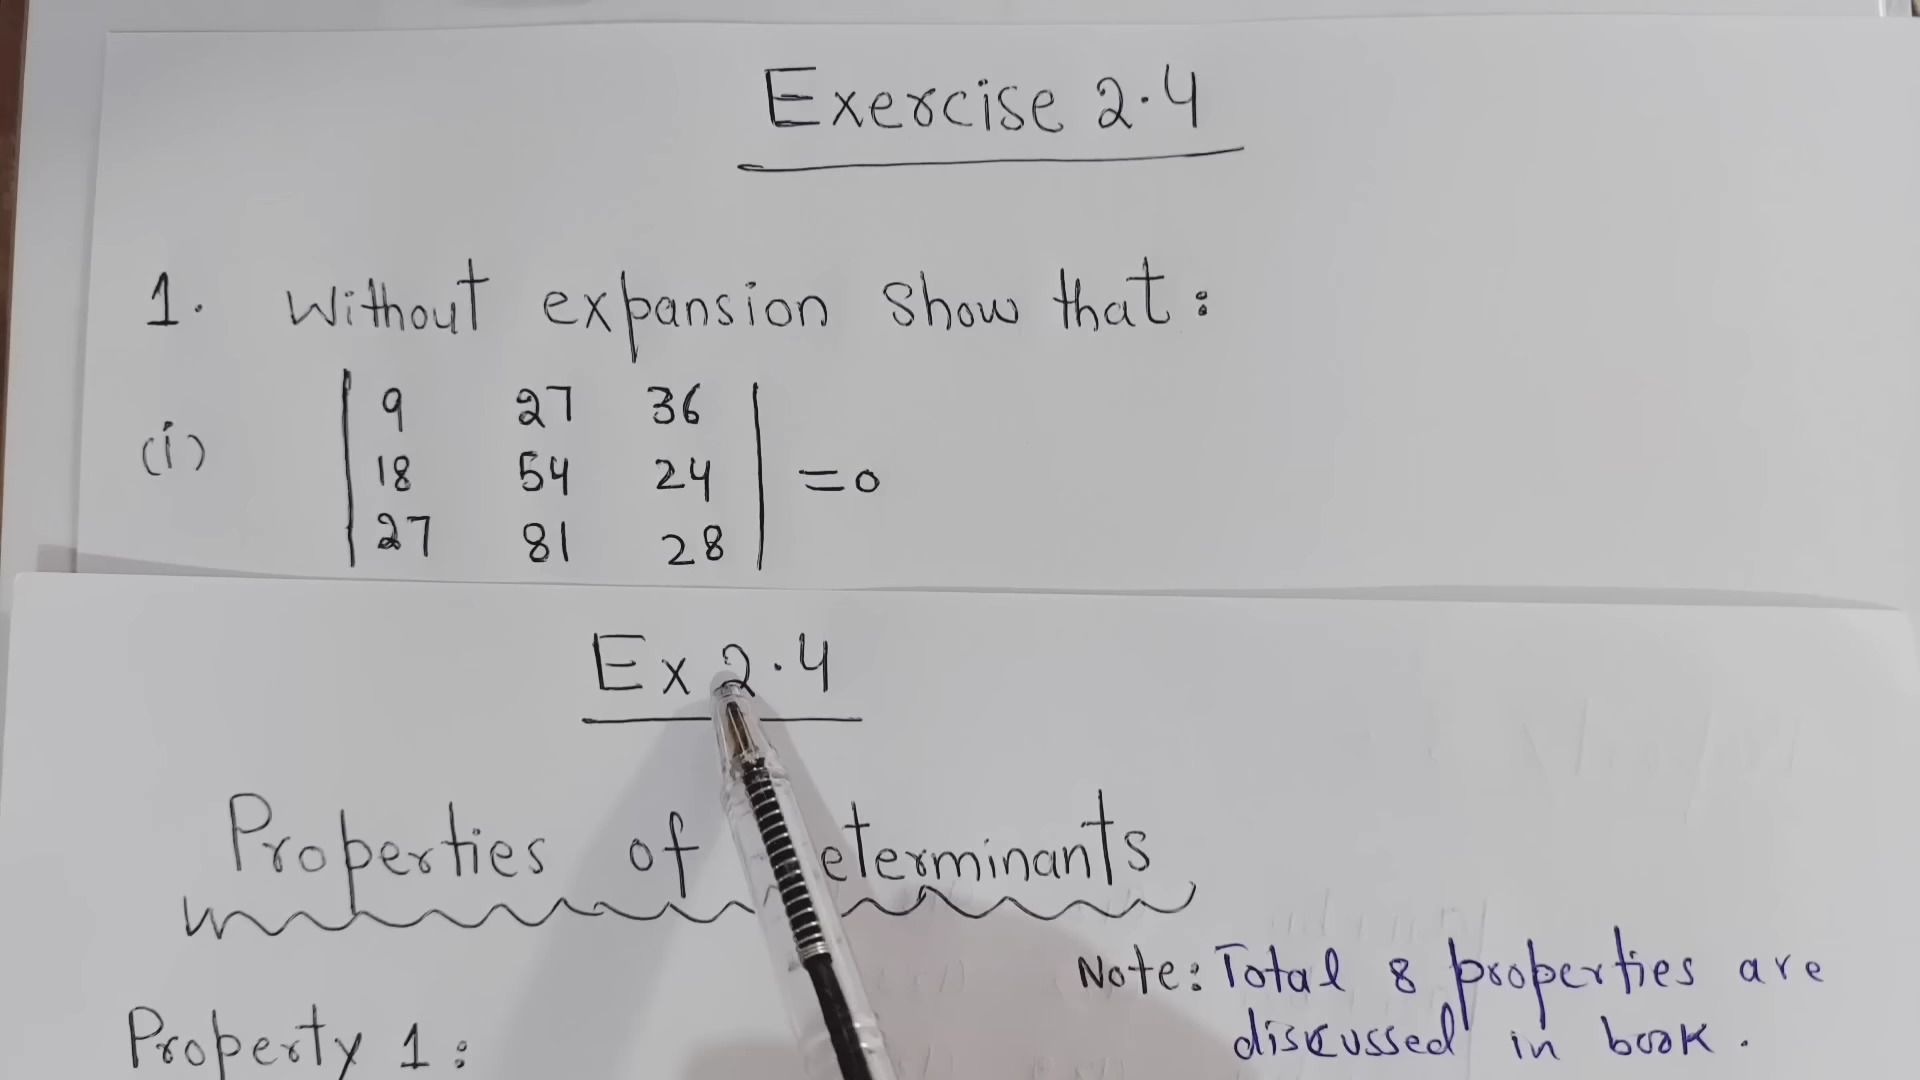 Exercise 2.4
1. Without expansion show that:
(i) | 9 27 36 |
| 18 54 24 | = 0
| 27 81 28 |
Ex 2.4
Properties of eterminants
Note: Total 8 properties are
discussed in book.
Property 1: